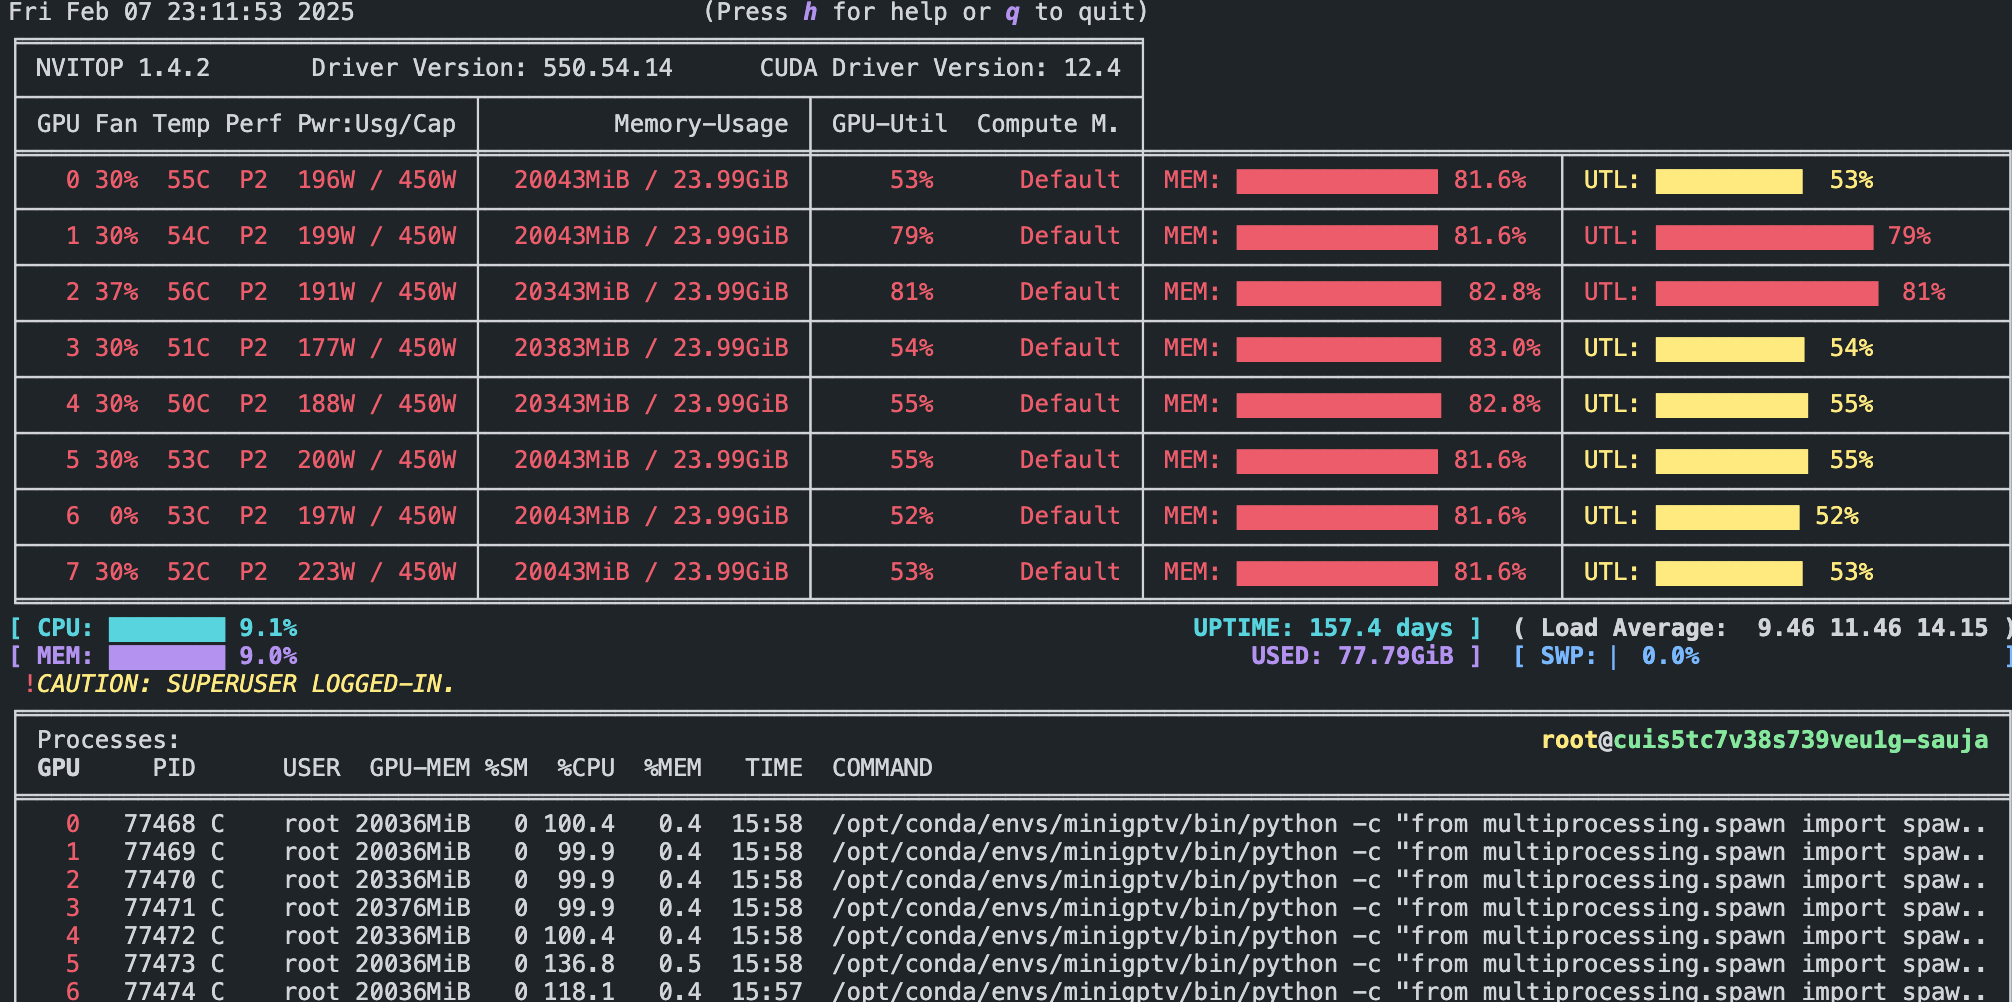 Fri Feb 07 23:11:53 2025 (Press h for help or q to quit)
NVITOP 1.4.2 Driver Version: 550.54.14 CUDA Driver Version: 12.4
GPU Fan Temp Perf Pwr:Usg/Cap Memory-Usage GPU-Util Compute M.
0 30% 55C P2 196W / 450W 20043MiB / 23.99GiB 53% Default MEM: 81.6% UTL: 53%
1 30% 54C P2 199W / 450W 20043MiB / 23.99GiB 79% Default MEM: 81.6% UTL: 79%
2 37% 56C P2 191W / 450W 20343MiB / 23.99GiB 81% Default MEM: 82.8% UTL: 81%
3 30% 51C P2 177W / 450W 20383MiB / 23.99GiB 54% Default MEM: 83.0% UTL: 54%
4 30% 50C P2 188W / 450W 20343MiB / 23.99GiB 55% Default MEM: 82.8% UTL: 55%
5 30% 53C P2 200W / 450W 20043MiB / 23.99GiB 55% Default MEM: 81.6% UTL: 55%
6 0% 53C P2 197W / 450W 20043MiB / 23.99GiB 52% Default MEM: 81.6% UTL: 52%
7 30% 52C P2 223W / 450W 20043MiB / 23.99GiB 53% Default MEM: 81.6% UTL: 53%
[ CPU: 9.1% UPTIME: 157.4 days ] ( Load Average: 9.46 11.46 14.15 )
[ MEM: 9.0% USED: 77.79GiB ] [ SWP: | 0.0% ]
!CAUTION: SUPERUSER LOGGED-IN.
Processes: root@cuis5tc7v38s739veu1g-sauja
GPU PID USER GPU-MEM %SM %CPU %MEM TIME COMMAND
0 77468 C root 20036MiB 0 100.4 0.4 15:58 /opt/conda/envs/minigptv/bin/python -c "from multiprocessing.spawn import spaw..
1 77469 C root 20036MiB 0 99.9 0.4 15:58 /opt/conda/envs/minigptv/bin/python -c "from multiprocessing.spawn import spaw..
2 77470 C root 20336MiB 0 99.9 0.4 15:58 /opt/conda/envs/minigptv/bin/python -c "from multiprocessing.spawn import spaw..
3 77471 C root 20376MiB 0 99.9 0.4 15:58 /opt/conda/envs/minigptv/bin/python -c "from multiprocessing.spawn import spaw..
4 77472 C root 20336MiB 0 100.4 0.4 15:58 /opt/conda/envs/minigptv/bin/python -c "from multiprocessing.spawn import spaw..
5 77473 C root 20036MiB 0 136.8 0.5 15:58 /opt/conda/envs/minigptv/bin/python -c "from multiprocessing.spawn import spaw..
6 77474 C root 20036MiB 0 118.1 0.4 15:57 /opt/conda/envs/minigptv/bin/python -c "from multiprocessing.spawn import spaw..